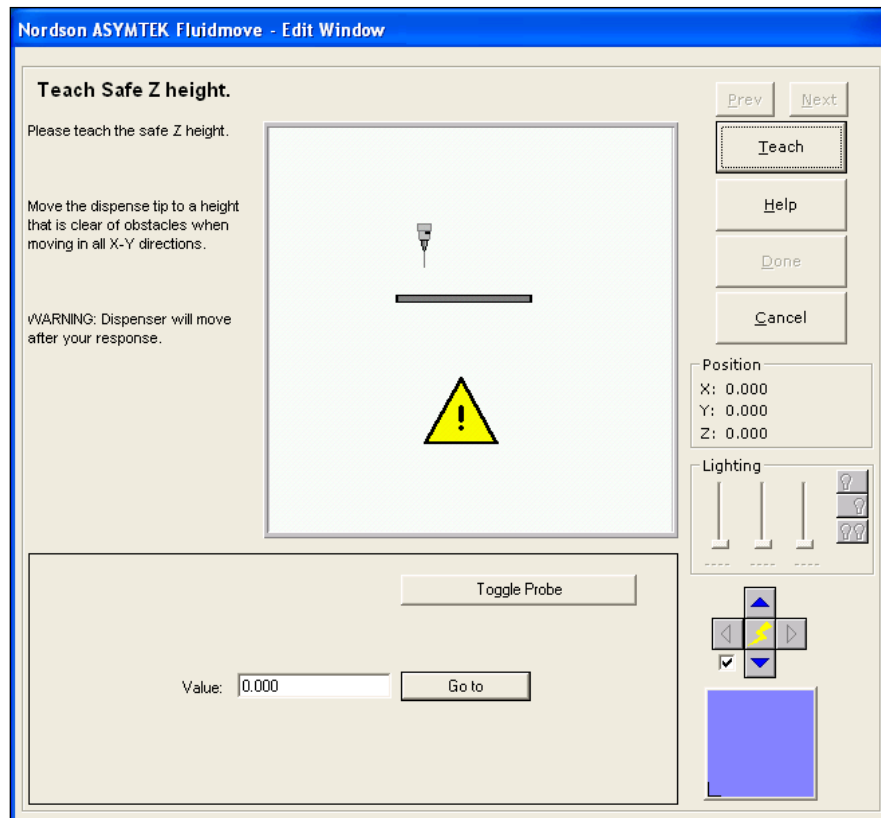 Nordson ASYMTEK Fluidmove - Edit Window
Teach Safe Z height.
Please teach the safe Z height.
Move the dispense tip to a height
that is clear of obstacles when
moving in all X-Y directions.
WARNING: Dispenser will move
after your response.
!
Prev
Next
Teach
Help
Done
Cancel
Position
X: 0.000
Y: 0.000
Z: 0.000
Lighting
---- ---- ----
Toggle Probe
Value: 0.000
Go to